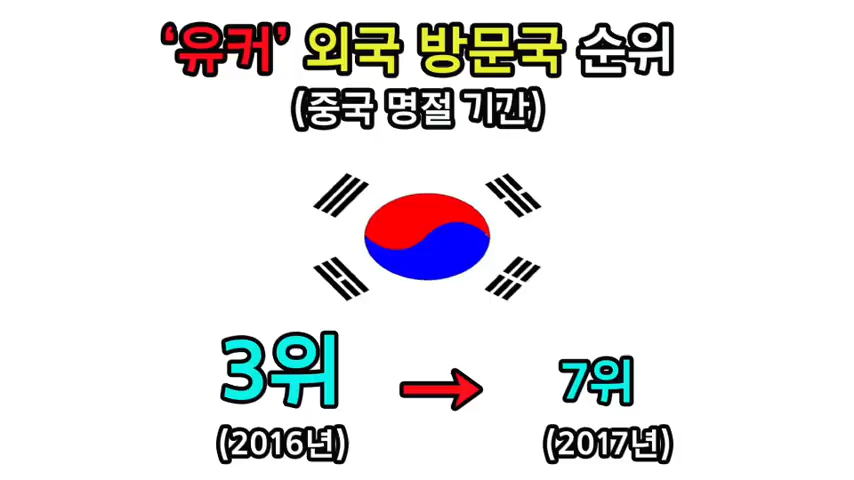 ‘유커’ 외국 방문국 순위
(중국 명절 기간)
3위 → 7위
(2016년) (2017년)